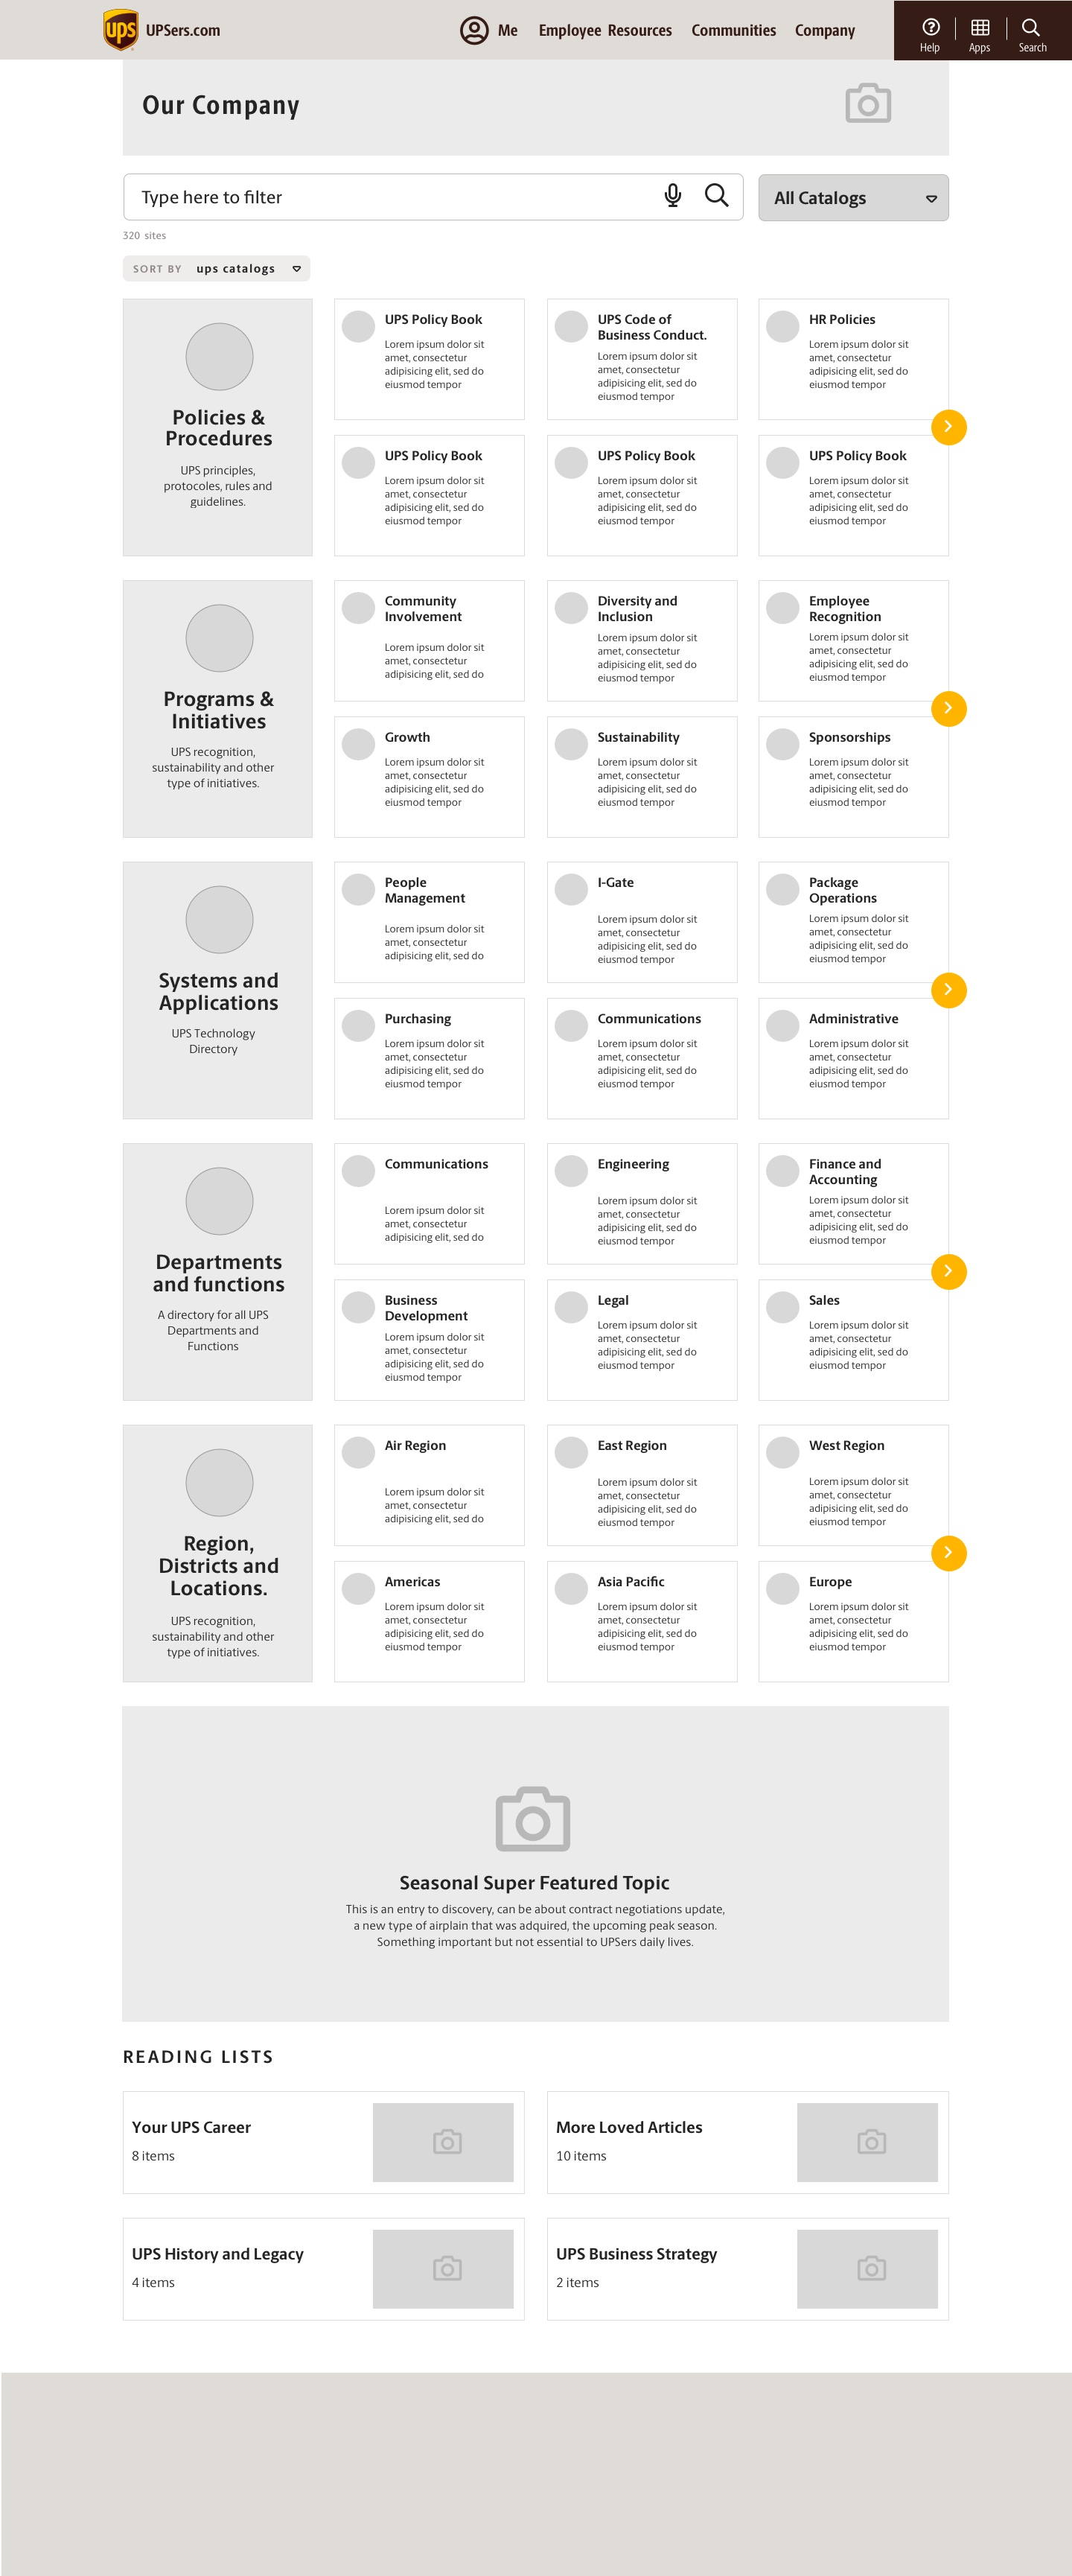 ups UPSers.com Me Employee Resources Communities Company
Help Apps Search
Our Company
Type here to filter
All Catalogs
320 sites
SORT BY ups catalogs
Policies &
Procedures
UPS principles,
protocoles, rules and
guidelines.
UPS Policy Book
Lorem ipsum dolor sit
amet, consectetur
adipisicing elit, sed do
eiusmod tempor
UPS Code of
Business Conduct.
Lorem ipsum dolor sit
amet, consectetur
adipisicing elit, sed do
eiusmod tempor
HR Policies
Lorem ipsum dolor sit
amet, consectetur
adipisicing elit, sed do
eiusmod tempor
UPS Policy Book
Lorem ipsum dolor sit
amet, consectetur
adipisicing elit, sed do
eiusmod tempor
UPS Policy Book
Lorem ipsum dolor sit
amet, consectetur
adipisicing elit, sed do
eiusmod tempor
UPS Policy Book
Lorem ipsum dolor sit
amet, consectetur
adipisicing elit, sed do
eiusmod tempor
Programs &
Initiatives
UPS recognition,
sustainability and other
type of initiatives.
Community
Involvement
Lorem ipsum dolor sit
amet, consectetur
adipisicing elit, sed do
Diversity and
Inclusion
Lorem ipsum dolor sit
amet, consectetur
adipisicing elit, sed do
eiusmod tempor
Employee
Recognition
Lorem ipsum dolor sit
amet, consectetur
adipisicing elit, sed do
eiusmod tempor
Growth
Lorem ipsum dolor sit
amet, consectetur
adipisicing elit, sed do
eiusmod tempor
Sustainability
Lorem ipsum dolor sit
amet, consectetur
adipisicing elit, sed do
eiusmod tempor
Sponsorships
Lorem ipsum dolor sit
amet, consectetur
adipisicing elit, sed do
eiusmod tempor
Systems and
Applications
UPS Technology
Directory
People
Management
Lorem ipsum dolor sit
amet, consectetur
adipisicing elit, sed do
I-Gate
Lorem ipsum dolor sit
amet, consectetur
adipisicing elit, sed do
eiusmod tempor
Package
Operations
Lorem ipsum dolor sit
amet, consectetur
adipisicing elit, sed do
eiusmod tempor
Purchasing
Lorem ipsum dolor sit
amet, consectetur
adipisicing elit, sed do
eiusmod tempor
Communications
Lorem ipsum dolor sit
amet, consectetur
adipisicing elit, sed do
eiusmod tempor
Administrative
Lorem ipsum dolor sit
amet, consectetur
adipisicing elit, sed do
eiusmod tempor
Departments
and functions
A directory for all UPS
Departments and
Functions
Communications
Lorem ipsum dolor sit
amet, consectetur
adipisicing elit, sed do
Engineering
Lorem ipsum dolor sit
amet, consectetur
adipisicing elit, sed do
eiusmod tempor
Finance and
Accounting
Lorem ipsum dolor sit
amet, consectetur
adipisicing elit, sed do
eiusmod tempor
Business
Development
Lorem ipsum dolor sit
amet, consectetur
adipisicing elit, sed do
eiusmod tempor
Legal
Lorem ipsum dolor sit
amet, consectetur
adipisicing elit, sed do
eiusmod tempor
Sales
Lorem ipsum dolor sit
amet, consectetur
adipisicing elit, sed do
eiusmod tempor
Region,
Districts and
Locations.
UPS recognition,
sustainability and other
type of initiatives.
Air Region
Lorem ipsum dolor sit
amet, consectetur
adipisicing elit, sed do
East Region
Lorem ipsum dolor sit
amet, consectetur
adipisicing elit, sed do
eiusmod tempor
West Region
Lorem ipsum dolor sit
amet, consectetur
adipisicing elit, sed do
eiusmod tempor
Americas
Lorem ipsum dolor sit
amet, consectetur
adipisicing elit, sed do
eiusmod tempor
Asia Pacific
Lorem ipsum dolor sit
amet, consectetur
adipisicing elit, sed do
eiusmod tempor
Europe
Lorem ipsum dolor sit
amet, consectetur
adipisicing elit, sed do
eiusmod tempor
Seasonal Super Featured Topic
This is an entry to discovery, can be about contract negotiations update,
a new type of airplain that was adquired, the upcoming peak season.
Something important but not essential to UPSers daily lives.
READING LISTS
Your UPS Career
8 items
More Loved Articles
10 items
UPS History and Legacy
4 items
UPS Business Strategy
2 items